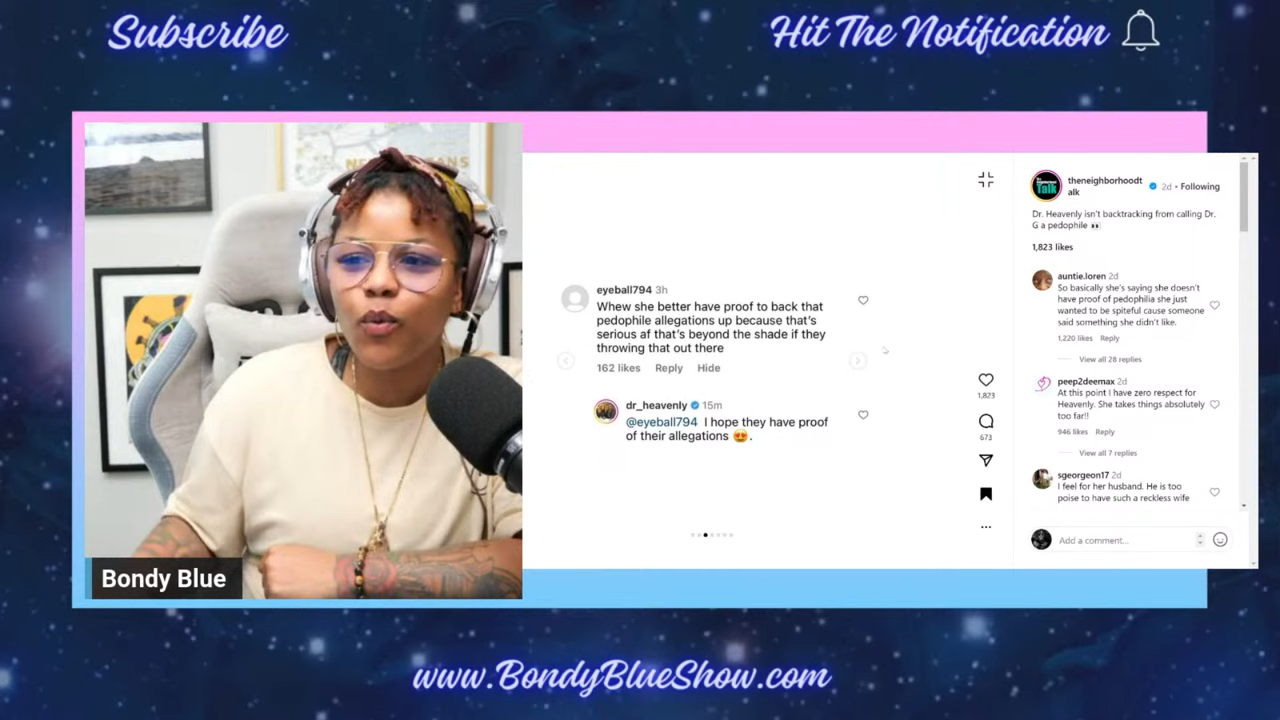 Subscribe
Hit The Notification
NE ANS
Bondy Blue
eyeball794 3h
Whew she better have proof to back that
pedophile allegations up because that's
serious af that's beyond the shade if they
throwing that out there
162 likes Reply Hide
dr_heavenly 15m
@eyeball794 I hope they have proof
of their allegations 😍.
1,823
673
theneighborhoodt
alk
2d • Following
Talk
Dr. Heavenly isn't backtracking from calling Dr.
G a pedophile 👀
1,823 likes
auntie.loren 2d
So basically she's saying she doesn't
have proof of pedophilia she just
wanted to be spiteful cause someone
said something she didn't like.
1,220 likes Reply
View all 28 replies
peep2deemax 2d
At this point I have zero respect for
Heavenly. She takes things absolutely
too far!!
946 likes Reply
View all 7 replies
sgeorgeon17 2d
I feel for her husband. He is too
poise to have such a reckless wife
Add a comment...
www.BondyBlueShow.com